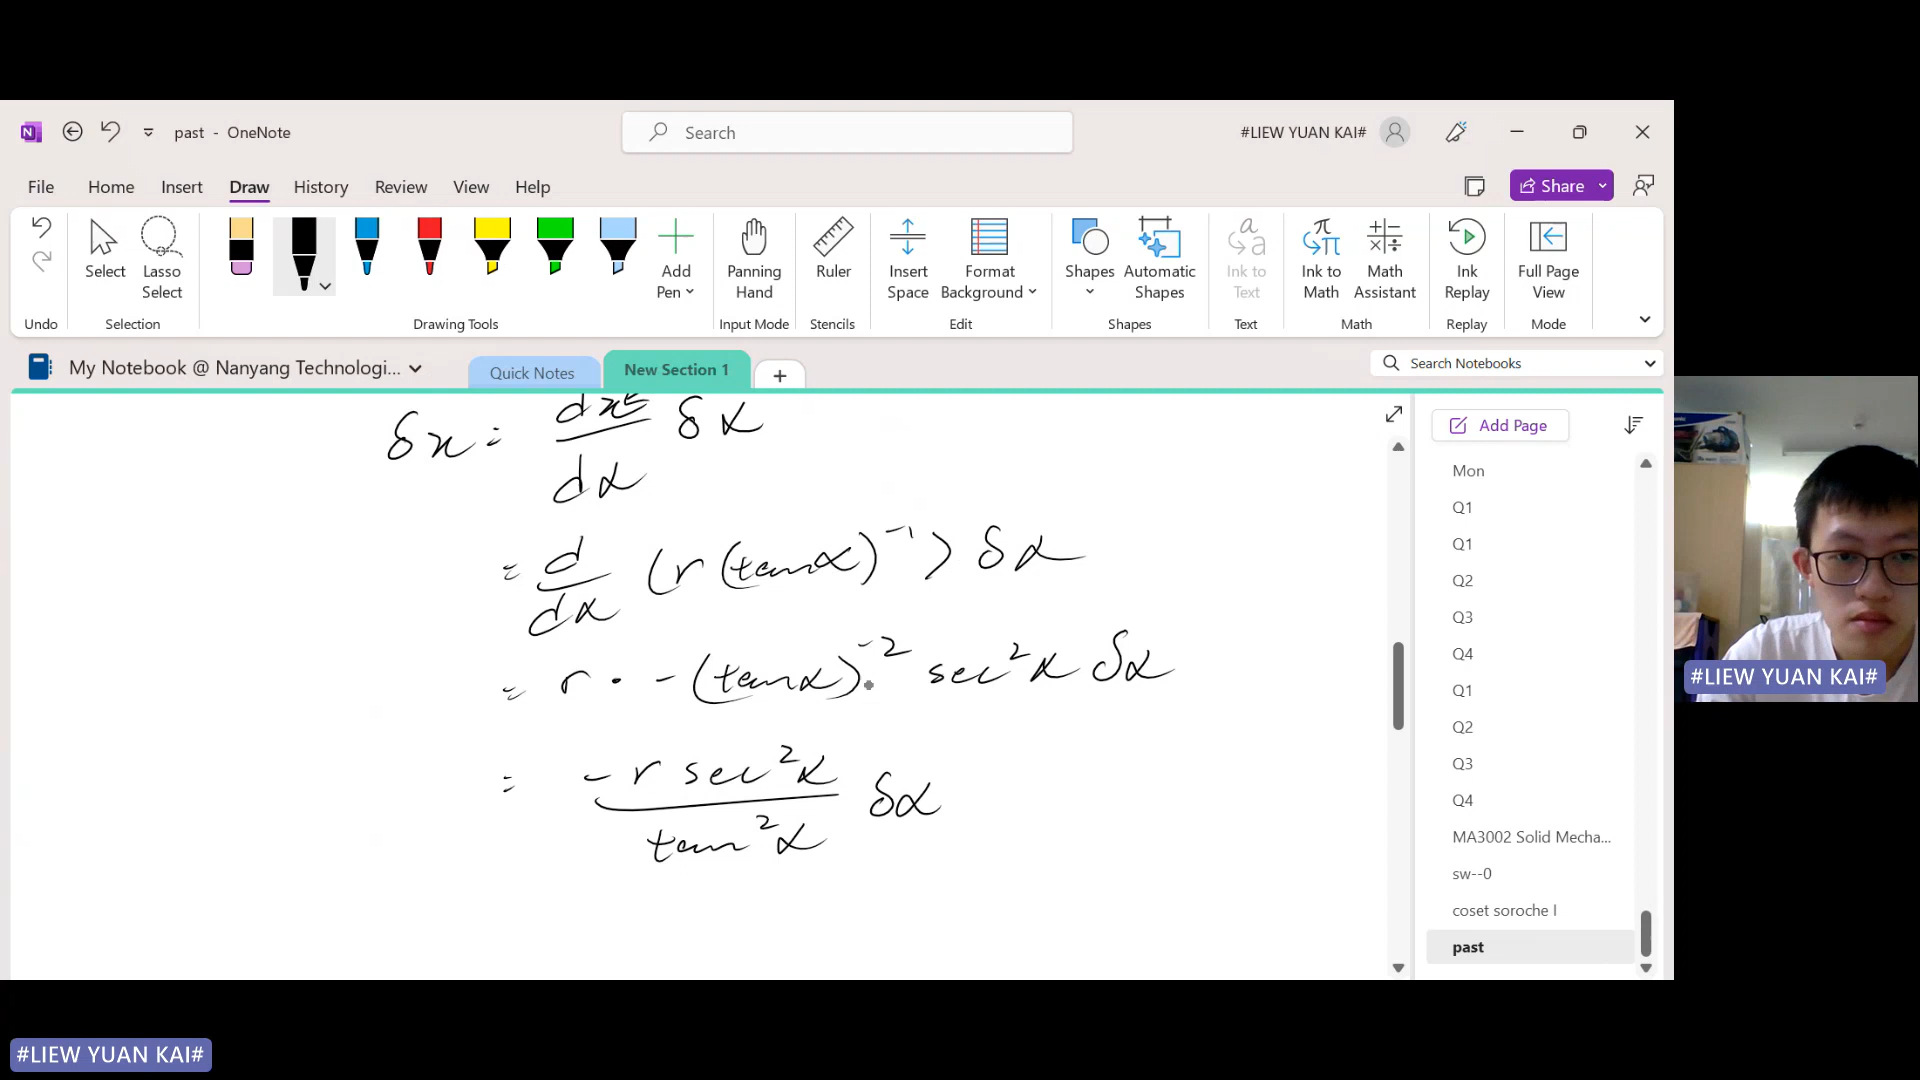 past - OneNote
Search
#LIEW YUAN KAI#
File Home Insert Draw History Review View Help
Share
Select
Lasso Select
Add Pen
Panning Hand
Ruler
Insert Space
Format Background
Shapes
Automatic Shapes
Ink to Text
Ink to Math
Math Assistant
Ink Replay
Full Page View
Undo Selection Drawing Tools Input Mode Stencils Edit Shapes Text Math Replay Mode
My Notebook @ Nanyang Technologi...
Quick Notes
New Section 1
Search Notebooks
Add Page
Mon
Q1
Q1
Q2
Q3
Q4
Q1
Q2
Q3
Q4
MA3002 Solid Mecha...
sw--0
coset soroche I
past
δx = dx/dα δα
= d/dα (r (tanα)⁻¹) δα
= r · -(tanα)⁻² sec²α δα
= -r sec²α / tan²α δα
#LIEW YUAN KAI#
#LIEW YUAN KAI#